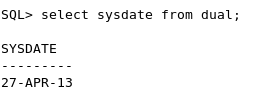 SQL> select sysdate from dual;
SYSDATE
---------
27-APR-13